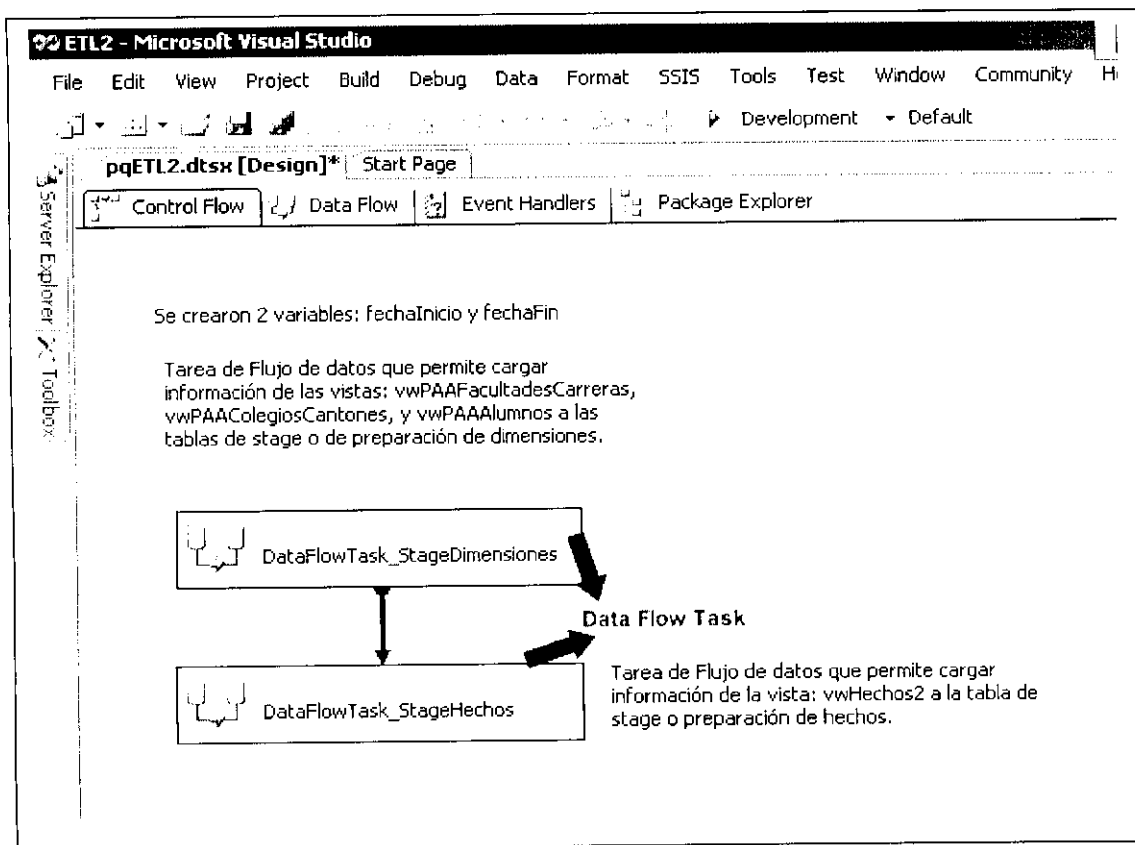 ETL2 - Microsoft Visual Studio
File Edit View Project Build Debug Data Format SSIS Tools Test Window Community
Development Default
pqETL2.dtsx [Design]* Start Page
Control Flow Data Flow Event Handlers Package Explorer
Server Explorer
Toolbox
Se crearon 2 variables: fechaInicio y fechaFin
Tarea de Flujo de datos que permite cargar
información de las vistas: vwPAAFacultadesCarreras,
vwPAAColegiosCantones, y vwPAAAlumnos a las
tablas de stage o de preparación de dimensiones.
DataFlowTask_StageDimensiones
Data Flow Task
DataFlowTask_StageHechos
Tarea de Flujo de datos que permite cargar
información de la vista: vwHechos2 a la tabla de
stage o preparación de hechos.